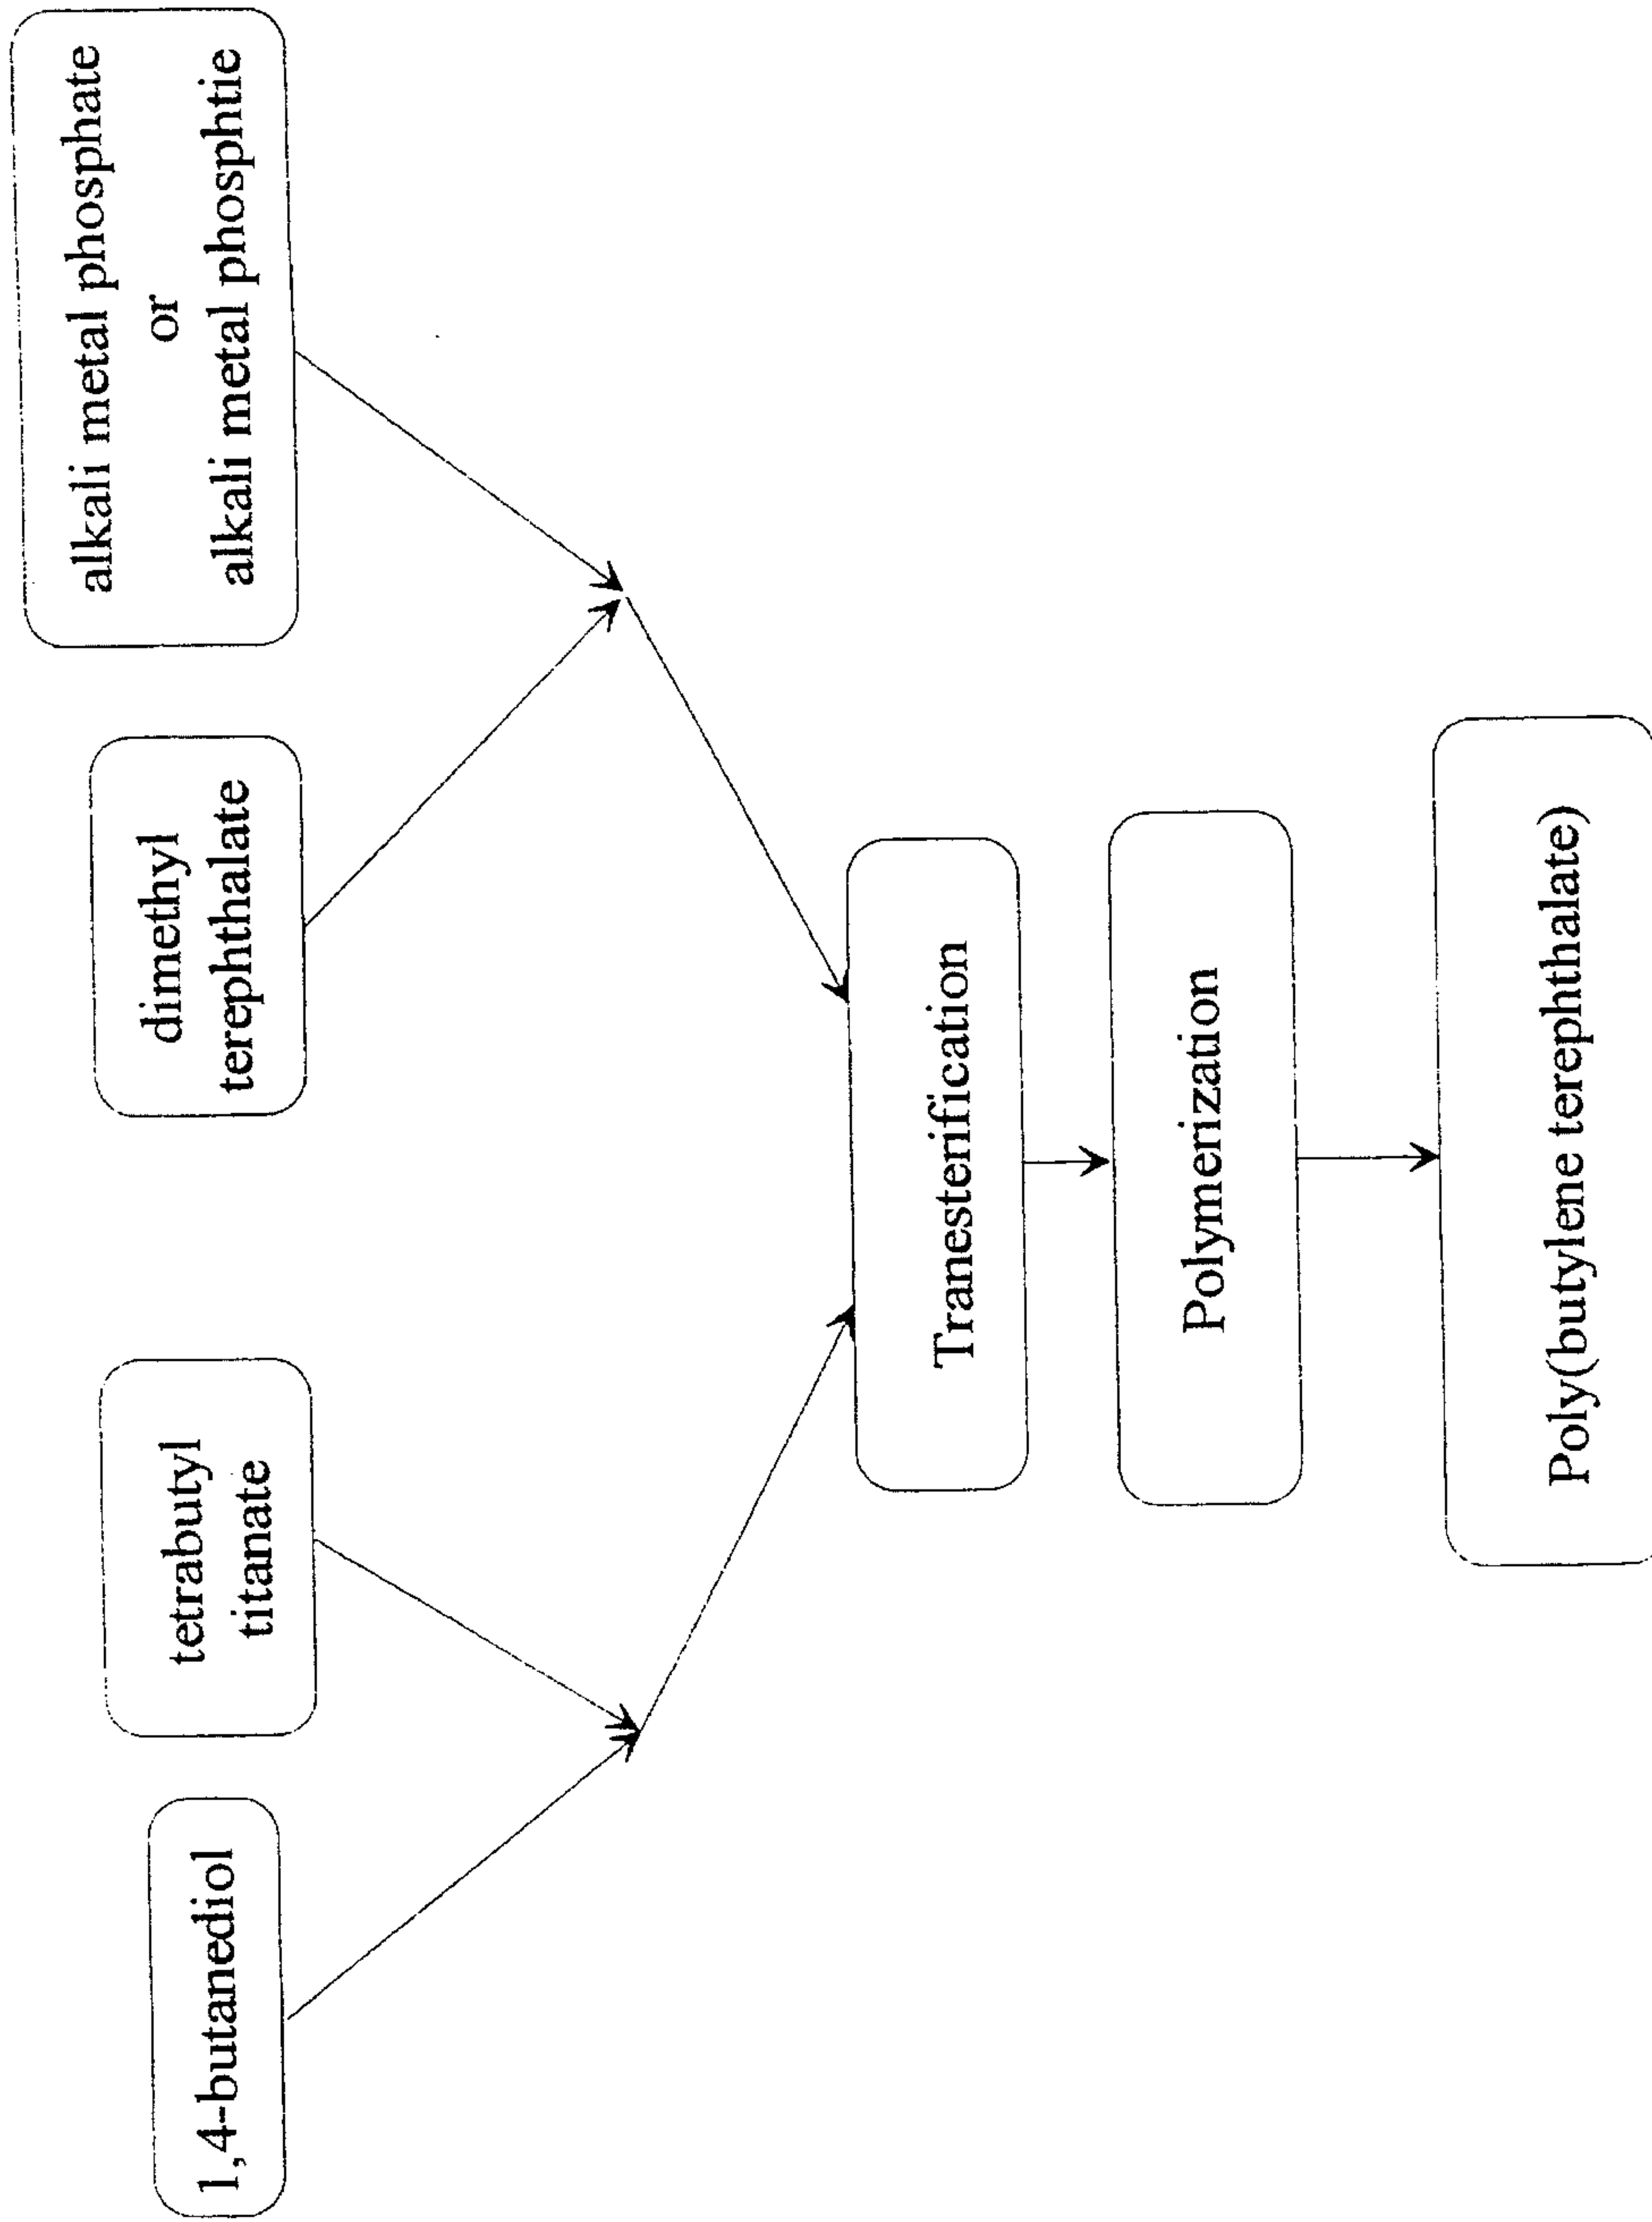 1,4-butanediol
tetrabutyl
titanate
dimethyl
terephthalate
alkali metal phosphate
or
alkali metal phosphtie
Tranesterification
Polymerization
Poly(butylene terephthalate)